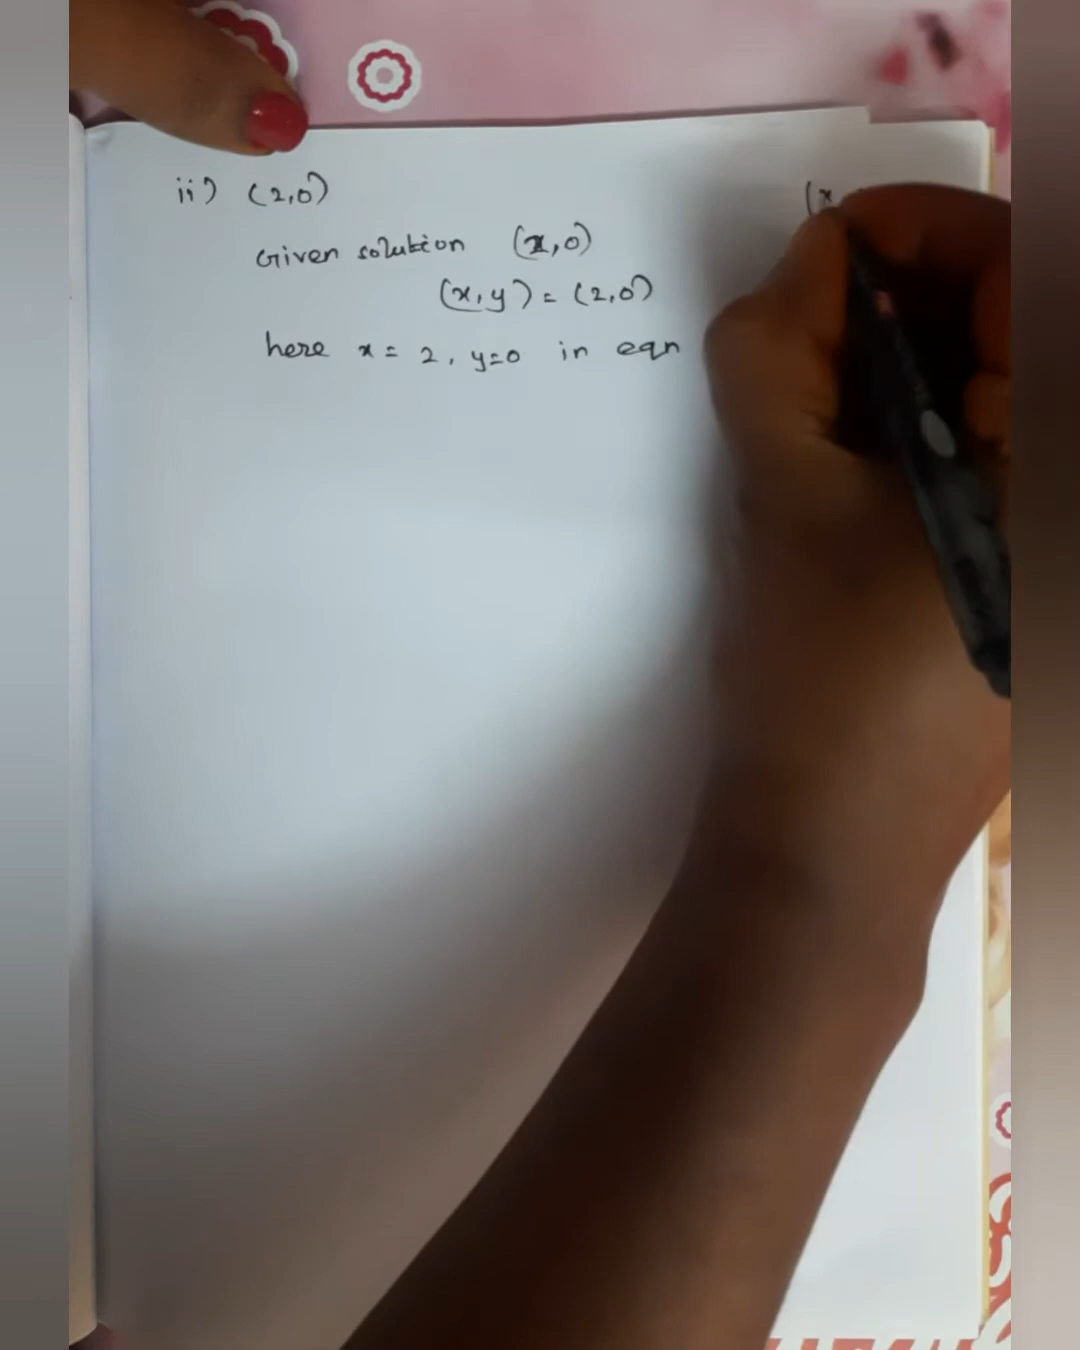 ii) (2,0) (x
Given solution (x,0)
(x,y) = (2,0)
here x = 2, y=0 in eqn